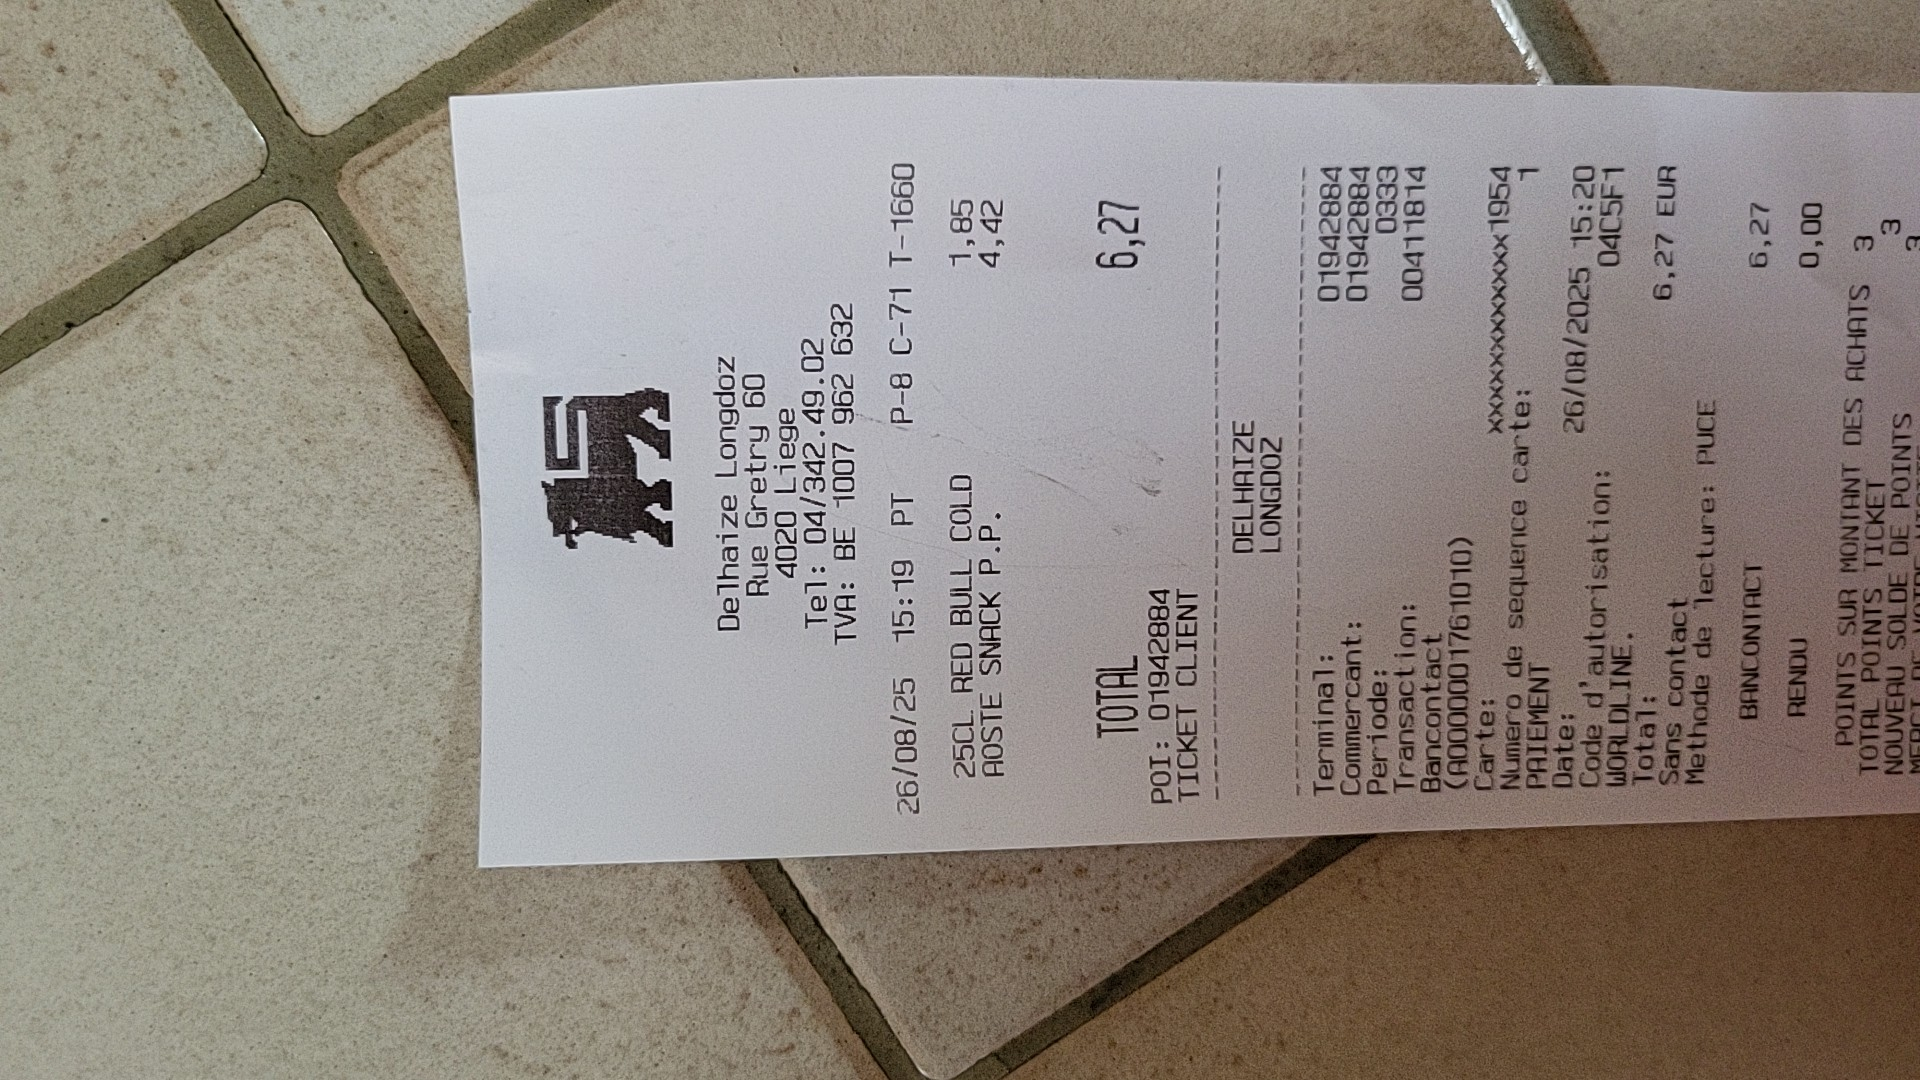 Delhaize Longdoz
Rue Gretry 60
4020 Liege
Tel: 04/342.49.02
TVA: BE 1007 962 632
26/08/25 15:19 PT P-8 C-71 T-1660
25CL RED BULL COLD 1,85
AOSTE SNACK P.P. 4,42
TOTAL 6,27
POI: 01942884
TICKET CLIENT
DELHAIZE
LONGDOZ
Terminal: 01942884
Commercant: 01942884
Periode: 0333
Transaction: 00411814
Bancontact
(A0000001761010)
Carte: xxxxxxxxxxxxx1954
Numero de sequence carte: 1
PAIEMENT
Date: 26/08/2025 15:20
Code d'autorisation: 04C5F1
WORLDLINE.
Total: 6,27 EUR
Sans contact
Methode de lecture: PUCE
BANCONTACT 6,27
RENDU 0,00
POINTS SUR MONTANT DES ACHATS 3
TOTAL POINTS TICKET 3
NOUVEAU SOLDE DE POINTS 3